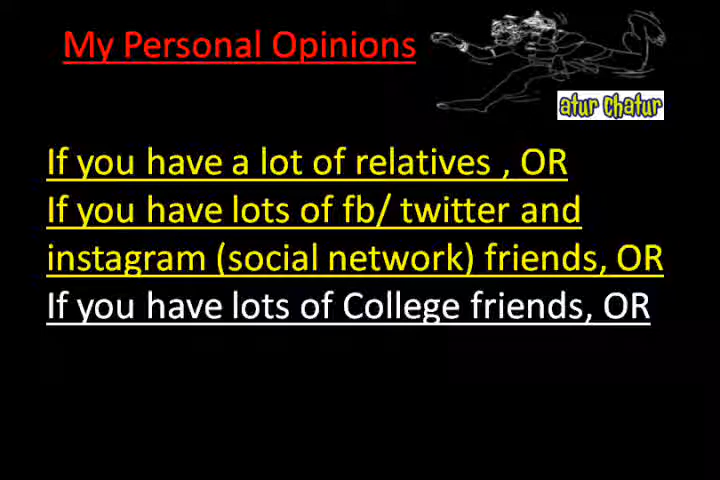 My Personal Opinions
atur chatur
If you have a lot of relatives , OR
If you have lots of fb/ twitter and
instagram (social network) friends, OR
If you have lots of College friends, OR